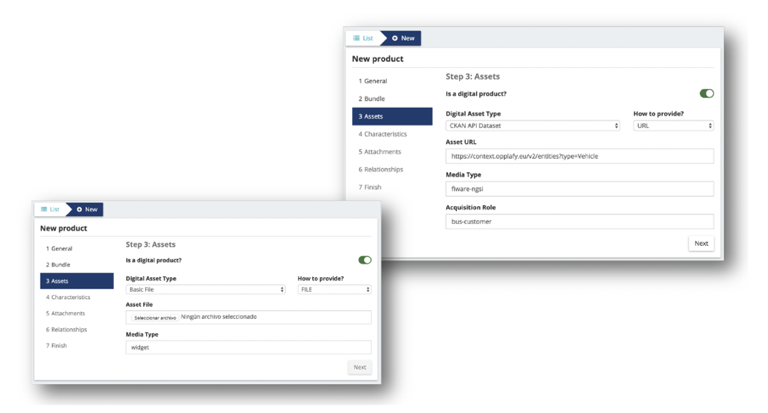 List
New
New product
1 General
2 Bundle
3 Assets
4 Characteristics
5 Attachments
6 Relationships
7 Finish
Step 3: Assets
Is a digital product?
Digital Asset Type
How to provide?
CKAN API Dataset
URL
Asset URL
https://context.opplafy.eu/v2/entities?type=Vehicle
Media Type
fiware-ngsi
Acquisition Role
bus-customer
Next
List
New
New product
1 General
2 Bundle
3 Assets
4 Characteristics
5 Attachments
6 Relationships
7 Finish
Step 3: Assets
Is a digital product?
Digital Asset Type
How to provide?
Basic File
FILE
Asset File
Seleccionar archivo Ningún archivo seleccionado
Media Type
widget
Next